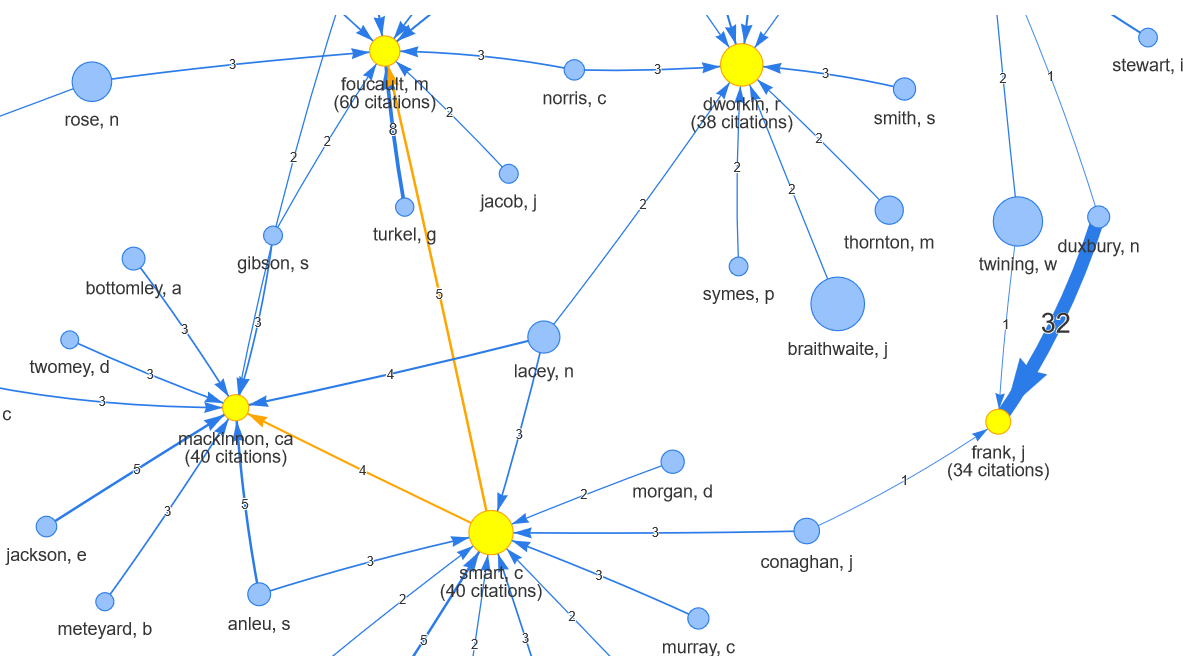 stewart, i
3
3
3
3
rose, n
foucault, m
(60 citations)
norris, c
dworkin, r
(38 citations)
smith, s
2
1
8
2
2
2
2
2
2
2
jacob, j
turkel, g
thornton, m
gibson, s
duxbury, n
twining, w
bottomley, a
symes, p
5
braithwaite, j
32
3
3
1
twomey, d
lacey, n
3
4
3
c
mackinnon, ca
(40 citations)
3
frank, j
(34 citations)
5
4
1
morgan, d
2
3
5
jackson, e
3
conaghan, j
3
smart, c
(40 citations)
3
meteyard, b
anleu, s
2
2
murray, c
5
2
3